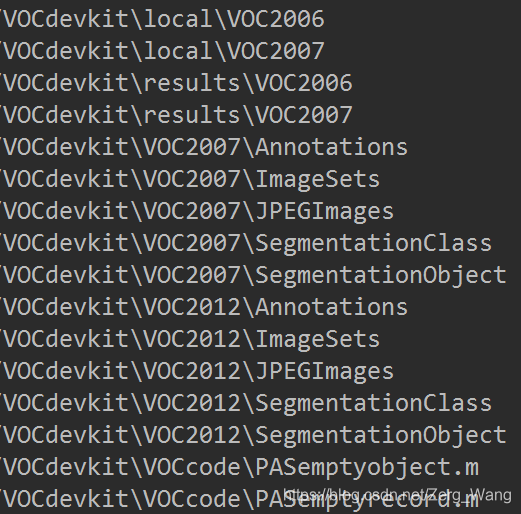 /VOCdevkit\local\VOC2006
/VOCdevkit\local\VOC2007
/VOCdevkit\results\VOC2006
/VOCdevkit\results\VOC2007
/VOCdevkit\VOC2007\Annotations
/VOCdevkit\VOC2007\ImageSets
/VOCdevkit\VOC2007\JPEGImages
/VOCdevkit\VOC2007\SegmentationClass
/VOCdevkit\VOC2007\SegmentationObject
/VOCdevkit\VOC2012\Annotations
/VOCdevkit\VOC2012\ImageSets
/VOCdevkit\VOC2012\JPEGImages
/VOCdevkit\VOC2012\SegmentationClass
/VOCdevkit\VOC2012\SegmentationObject
/VOCdevkit\VOCcode\PASemptyobject.m
/VOCdevkit\VOCcode\PASemptyrecord.m
https://blog.csdn.net/Zerg_Wang